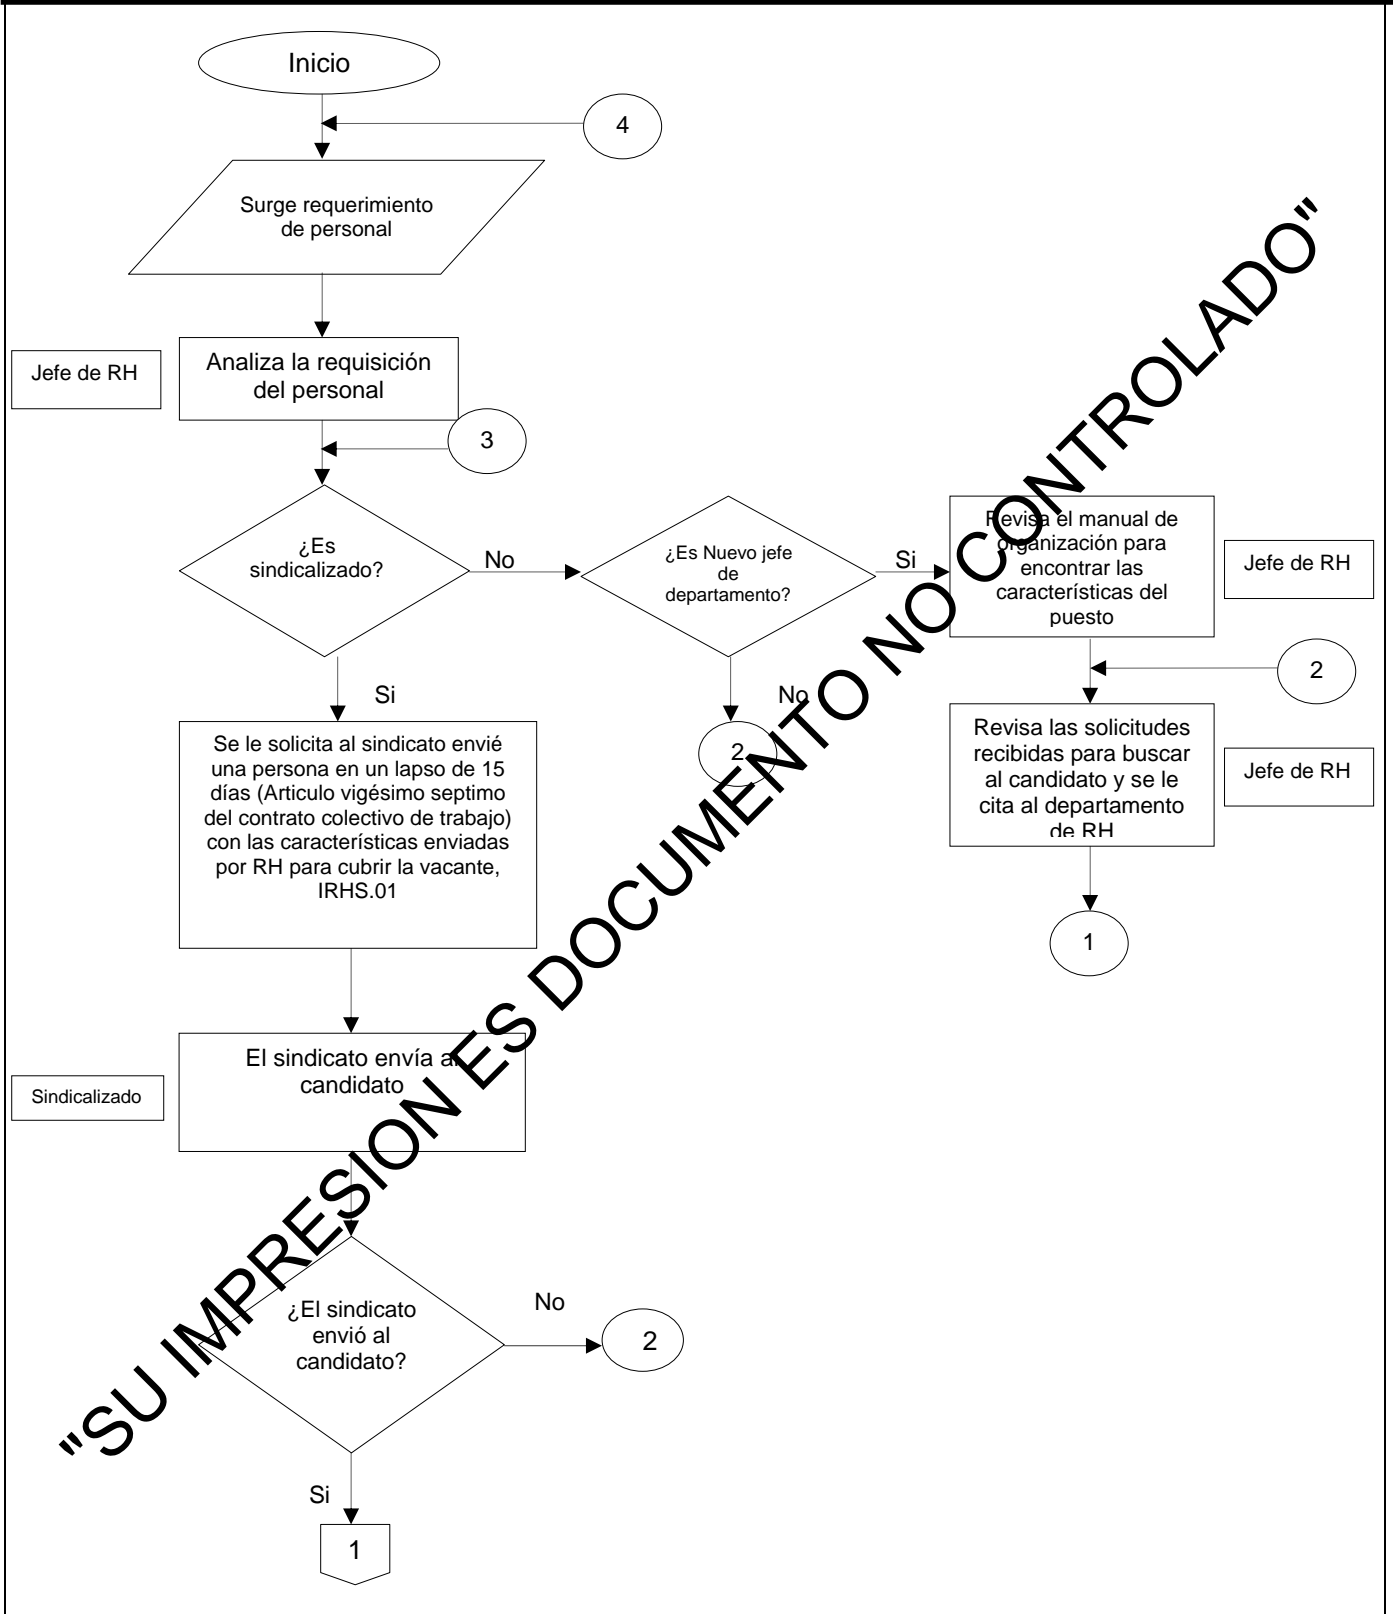 Inicio
4
Surge requerimiento
de personal
Jefe de RH
Analiza la requisición
del personal
3
¿Es
sindicalizado?
No
¿Es Nuevo jefe
de
departamento?
Si
Revisa el manual de
organización para
encontrar las
características del
puesto
Jefe de RH
Si
No
2
2
Revisa las solicitudes
recibidas para buscar
al candidato y se le
cita al departamento
de RH
Jefe de RH
1
Se le solicita al sindicato envié
una persona en un lapso de 15
días (Articulo vigésimo septimo
del contrato colectivo de trabajo)
con las características enviadas
por RH para cubrir la vacante,
IRHS.01
Sindicalizado
El sindicato envía al
candidato
¿El sindicato
envió al
candidato?
No
2
Si
1
"SU IMPRESION ES DOCUMENTO NO CONTROLADO"